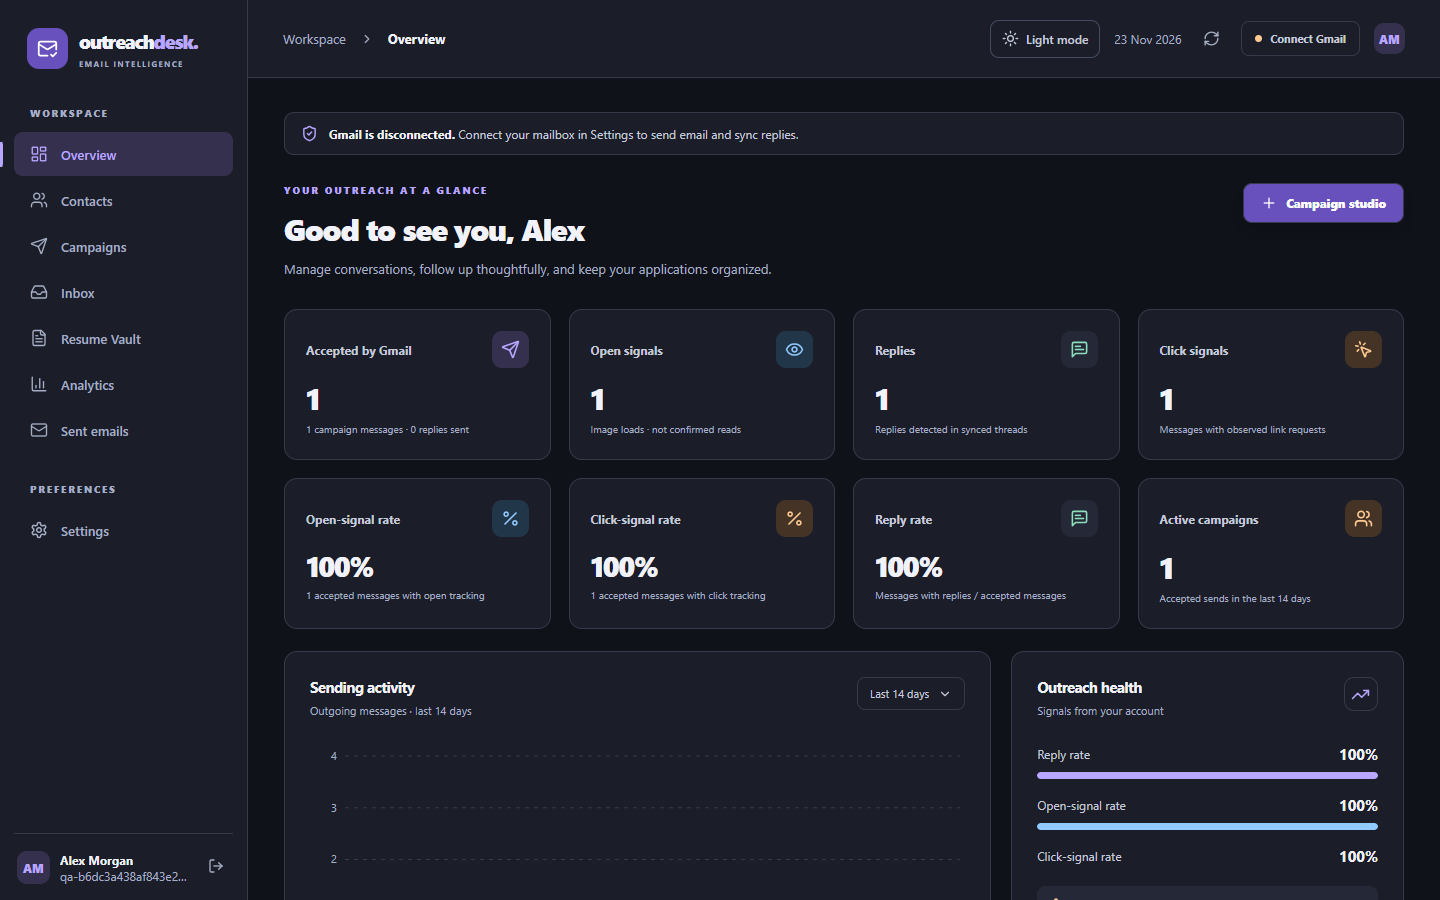 outreachdesk.
EMAIL INTELLIGENCE
WORKSPACE
Overview
Contacts
Campaigns
Inbox
Resume Vault
Analytics
Sent emails
PREFERENCES
Settings
AM
Alex Morgan
qa-b6dc3a438af843e2...
Workspace > Overview
Light mode
23 Nov 2026
Connect Gmail
AM
Gmail is disconnected. Connect your mailbox in Settings to send email and sync replies.
YOUR OUTREACH AT A GLANCE
Good to see you, Alex
Manage conversations, follow up thoughtfully, and keep your applications organized.
+ Campaign studio
Accepted by Gmail
1
1 campaign messages · 0 replies sent
Open signals
1
Image loads · not confirmed reads
Replies
1
Replies detected in synced threads
Click signals
1
Messages with observed link requests
Open-signal rate
%
100%
1 accepted messages with open tracking
Click-signal rate
%
100%
1 accepted messages with click tracking
Reply rate
100%
Messages with replies / accepted messages
Active campaigns
1
Accepted sends in the last 14 days
Sending activity
Outgoing messages · last 14 days
Last 14 days
4
3
2
Outreach health
Signals from your account
Reply rate 100%
Open-signal rate 100%
Click-signal rate 100%